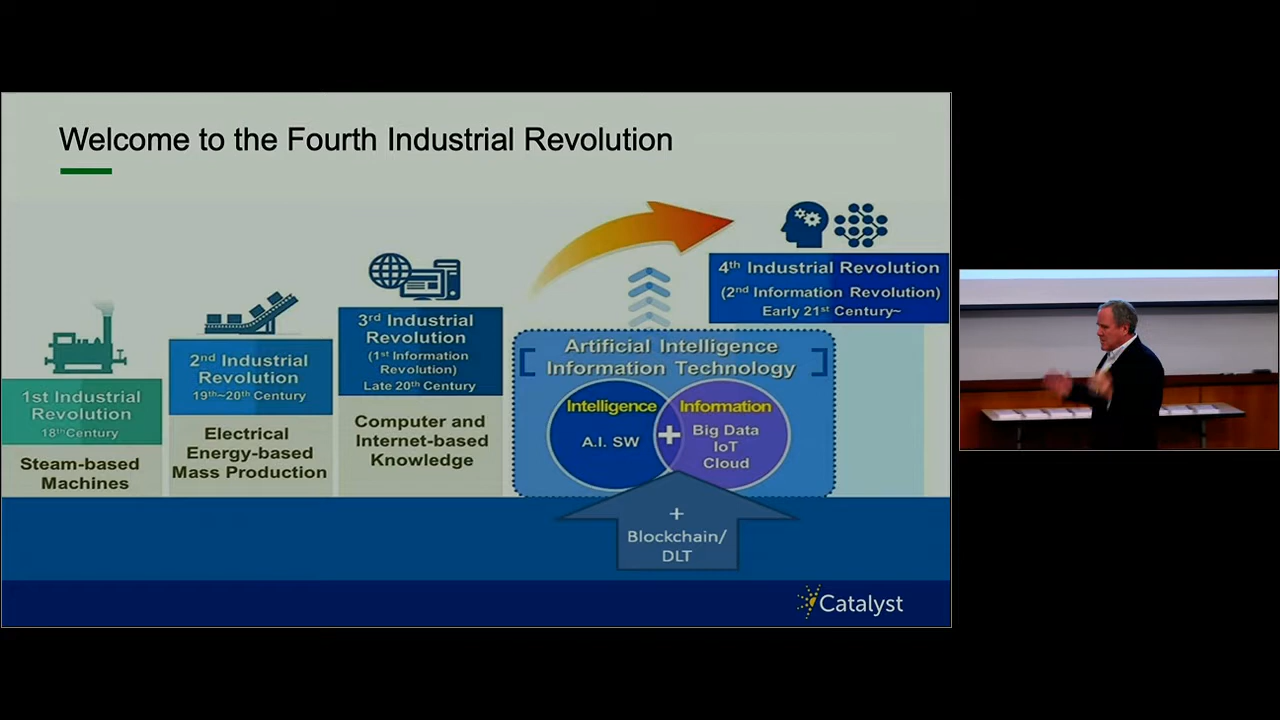 Welcome to the Fourth Industrial Revolution
1st Industrial
Revolution
18thCentury
Steam-based
Machines
2nd Industrial
Revolution
19th~20th Century
Electrical
Energy-based
Mass Production
3rd Industrial
Revolution
(1st Information
Revolution)
Late 20th Century
Computer and
Internet-based
Knowledge
Artificial Intelligence
Information Technology
Intelligence
A.I. SW
+
Information
Big Data
IoT
Cloud
+
Blockchain/
DLT
4th Industrial Revolution
(2nd Information Revolution)
Early 21st Century~
Catalyst